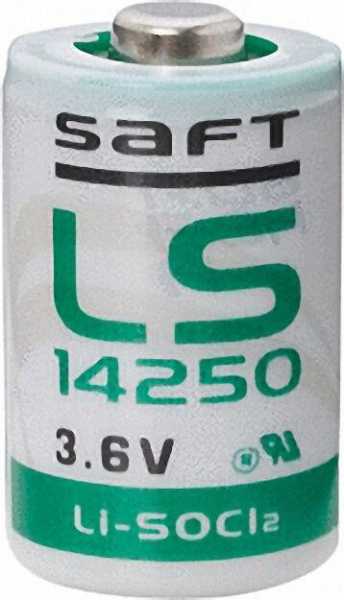 SAFT
LS
14250
3.6V
Li-SOCl₂